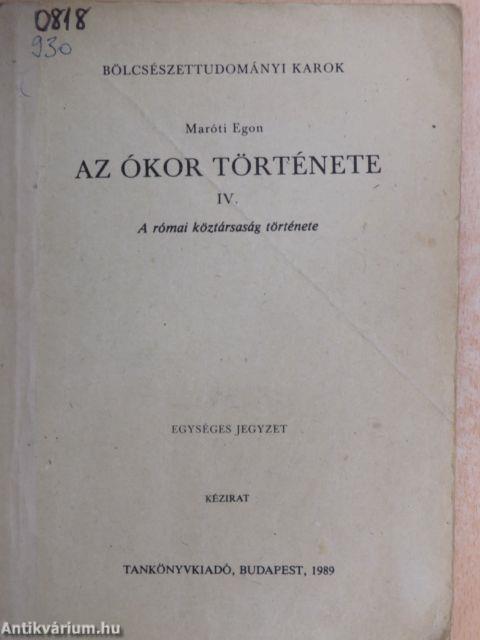 0818
930
BÖLCSÉSZETTUDOMÁNYI KAROK
Maróti Egon
AZ ÓKOR TÖRTÉNETE
IV.
A római köztársaság története
EGYSÉGES JEGYZET
KÉZIRAT
TANKÖNYVKIADÓ, BUDAPEST, 1989
Antikvárium.hu